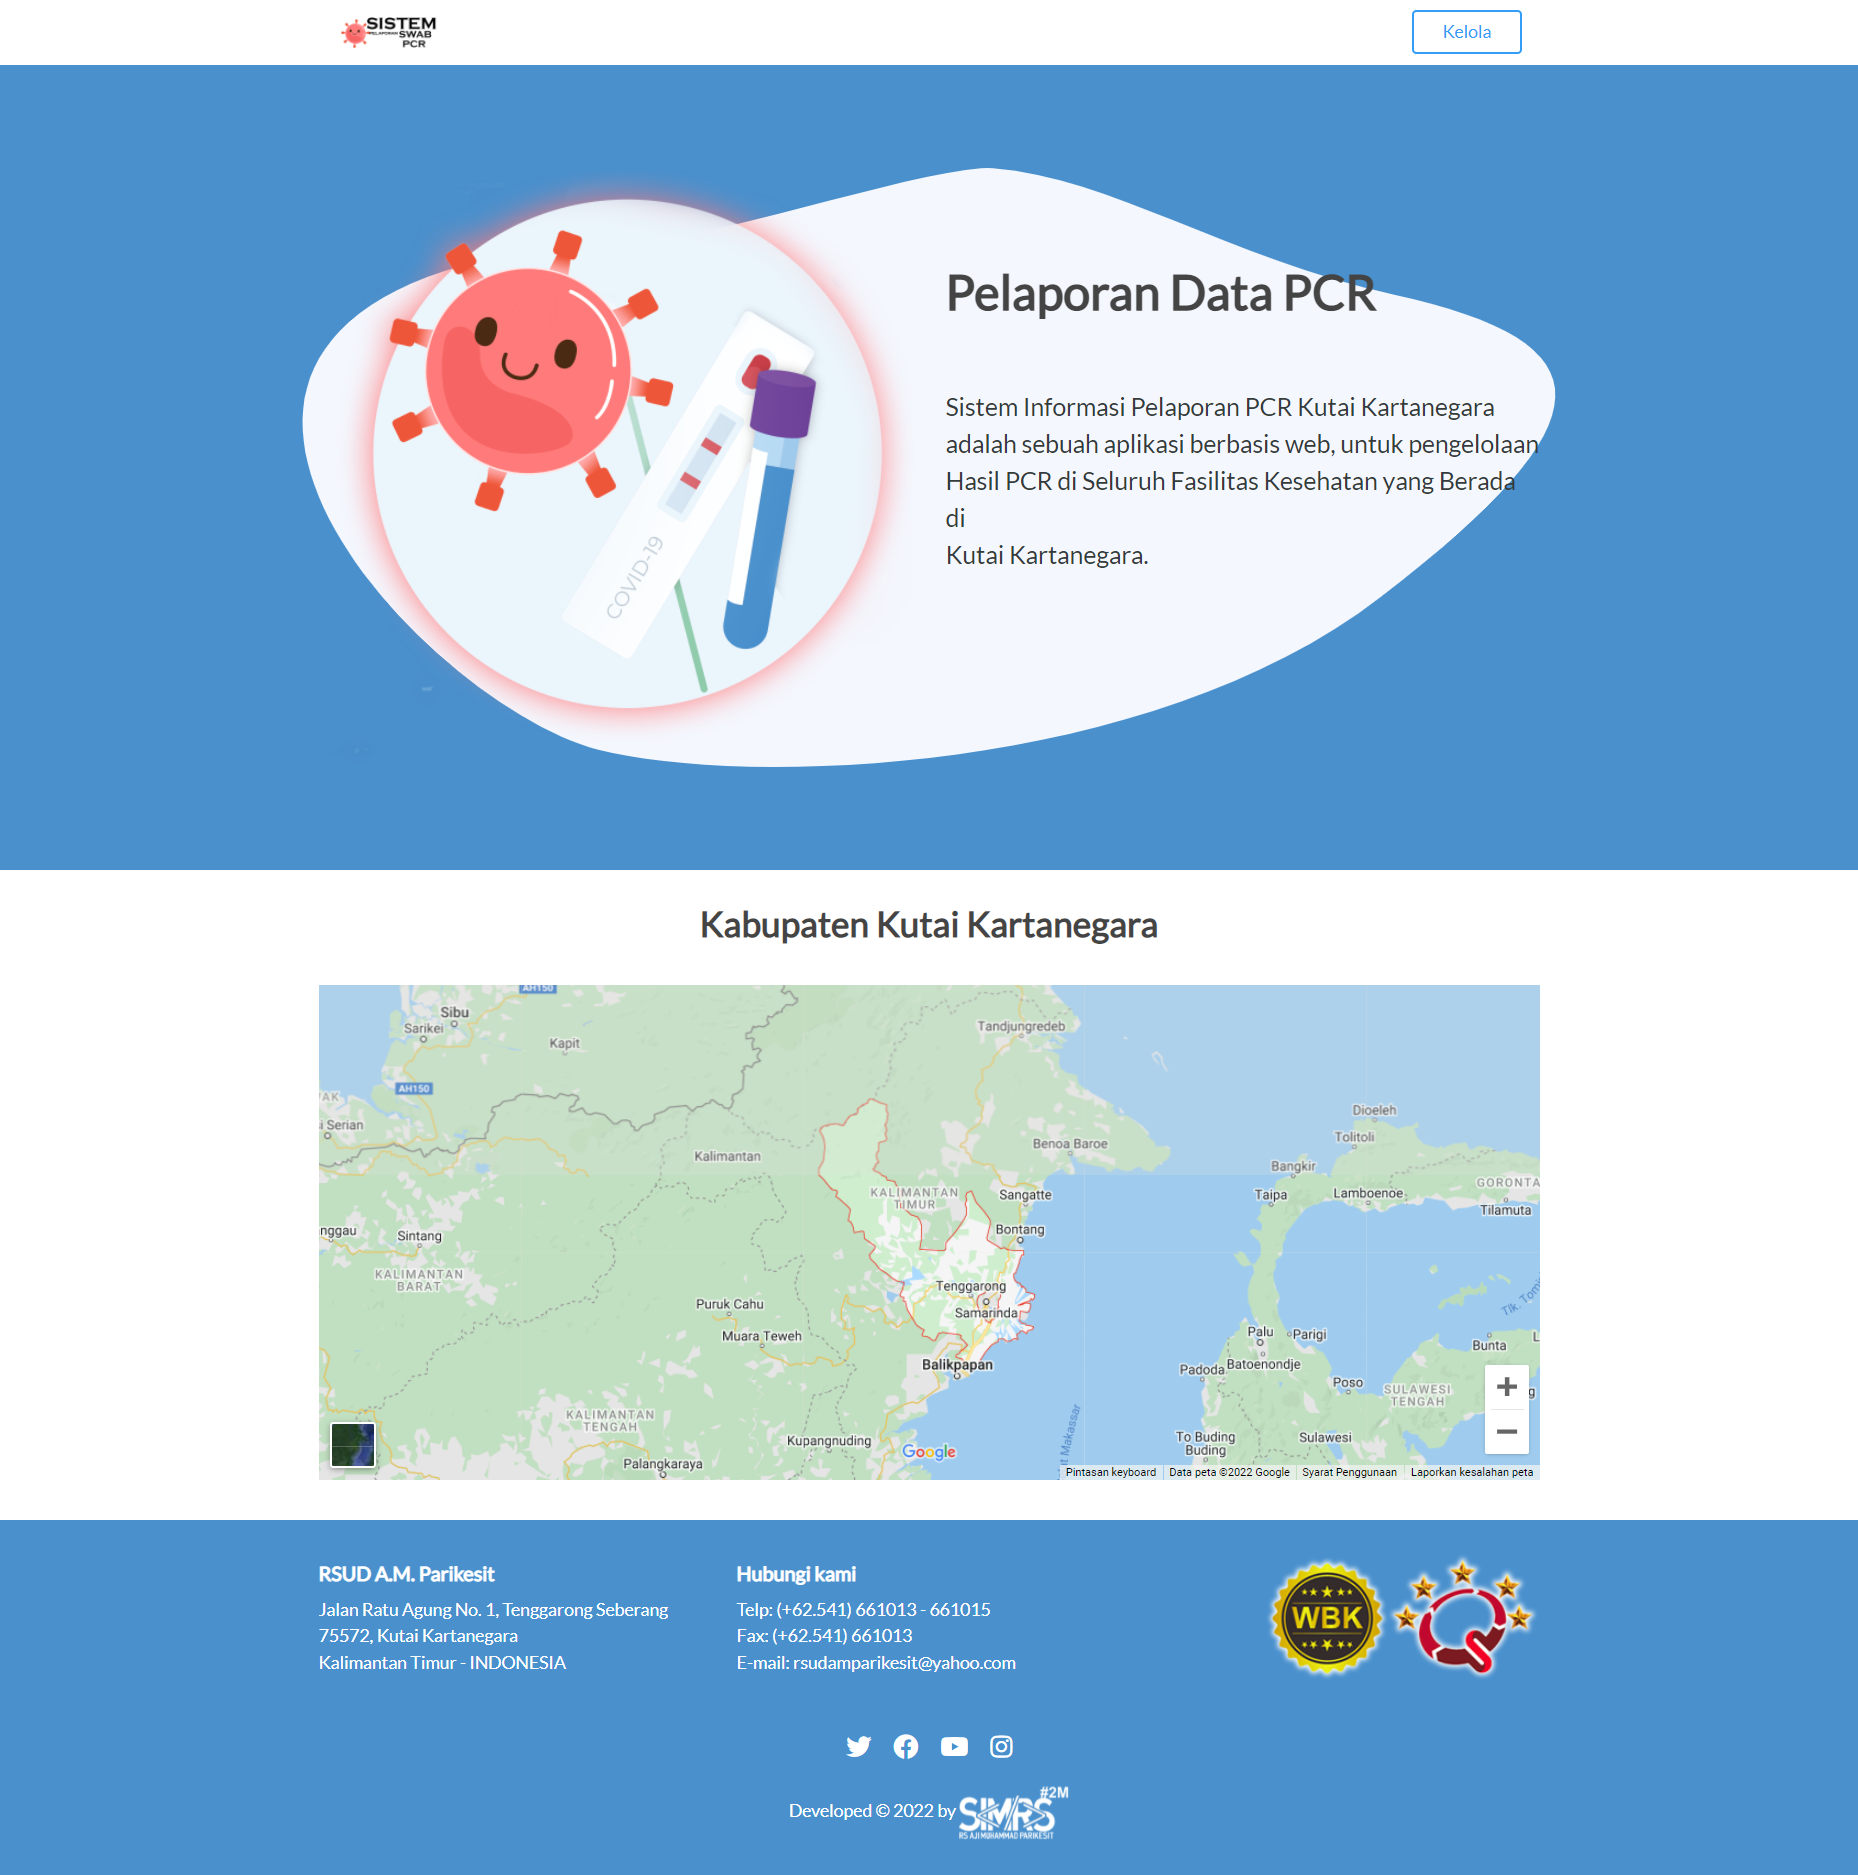 SISTEM
PELAPORAN SWAB
PCR
Kelola
Pelaporan Data PCR
Sistem Informasi Pelaporan PCR Kutai Kartanegara
adalah sebuah aplikasi berbasis web, untuk pengelolaan
Hasil PCR di Seluruh Fasilitas Kesehatan yang Berada
di
Kutai Kartanegara.
COVID-19
Kabupaten Kutai Kartanegara
AH150
Sibu
Sarikei
Tandjungredeb
Kapit
AH150
AK
i Serian
Dioeleh
Tolitoli
Benoa Baroe
Kalimantan
Bangkir
GORONTA
KALIMANTAN
TIMUR
Sangatte
Taipa
Lamboenoe
Tilamuta
nggau
Sintang
Bontang
KALIMANTAN
BARAT
Tenggarong
Samarinda
Puruk Cahu
Muara Teweh
Tlk. Tomi
Palu
Parigi
Bunta
L
Balikpapan
Padoda
Batoenondje
Poso
SULAWESI
TENGAH
g
KALIMANTAN
TENGAH
Kupangnuding
Palangkaraya
Google
t Makassar
To Buding
Buding
Sulawesi
Pintasan keyboard
Data peta ©2022 Google
Syarat Penggunaan
Laporkan kesalahan peta
RSUD A.M. Parikesit
Jalan Ratu Agung No. 1, Tenggarong Seberang
75572, Kutai Kartanegara
Kalimantan Timur - INDONESIA
Hubungi kami
Telp: (+62.541) 661013 - 661015
Fax: (+62.541) 661013
E-mail: rsudamparikesit@yahoo.com
WBK
Developed © 2022 by
SIMRS
#2M
RS AJI MUHAMMAD PARIKESIT